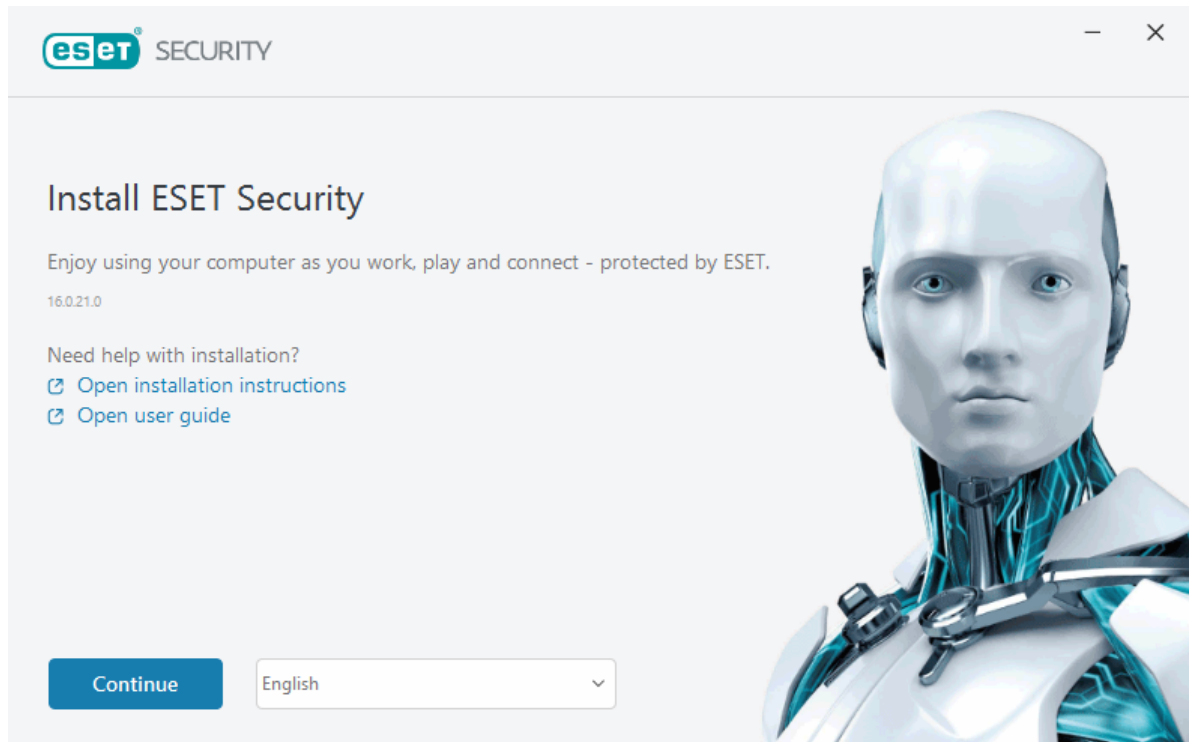 eset® SECURITY
Install ESET Security
Enjoy using your computer as you work, play and connect - protected by ESET.
16.0.21.0
Need help with installation?
Open installation instructions
Open user guide
Continue
English